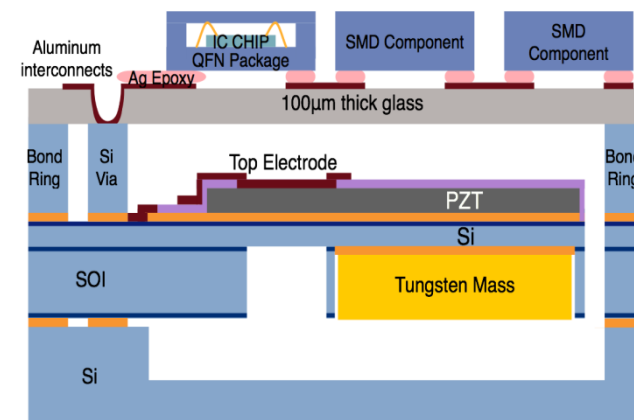 Aluminum
interconnects
IC CHIP
QFN Package
SMD Component
SMD
Component
Ag Epoxy
100µm thick glass
Bond
Ring
Si
Via
Top Electrode
Bond
Ring
PZT
Si
SOI
Tungsten Mass
Si